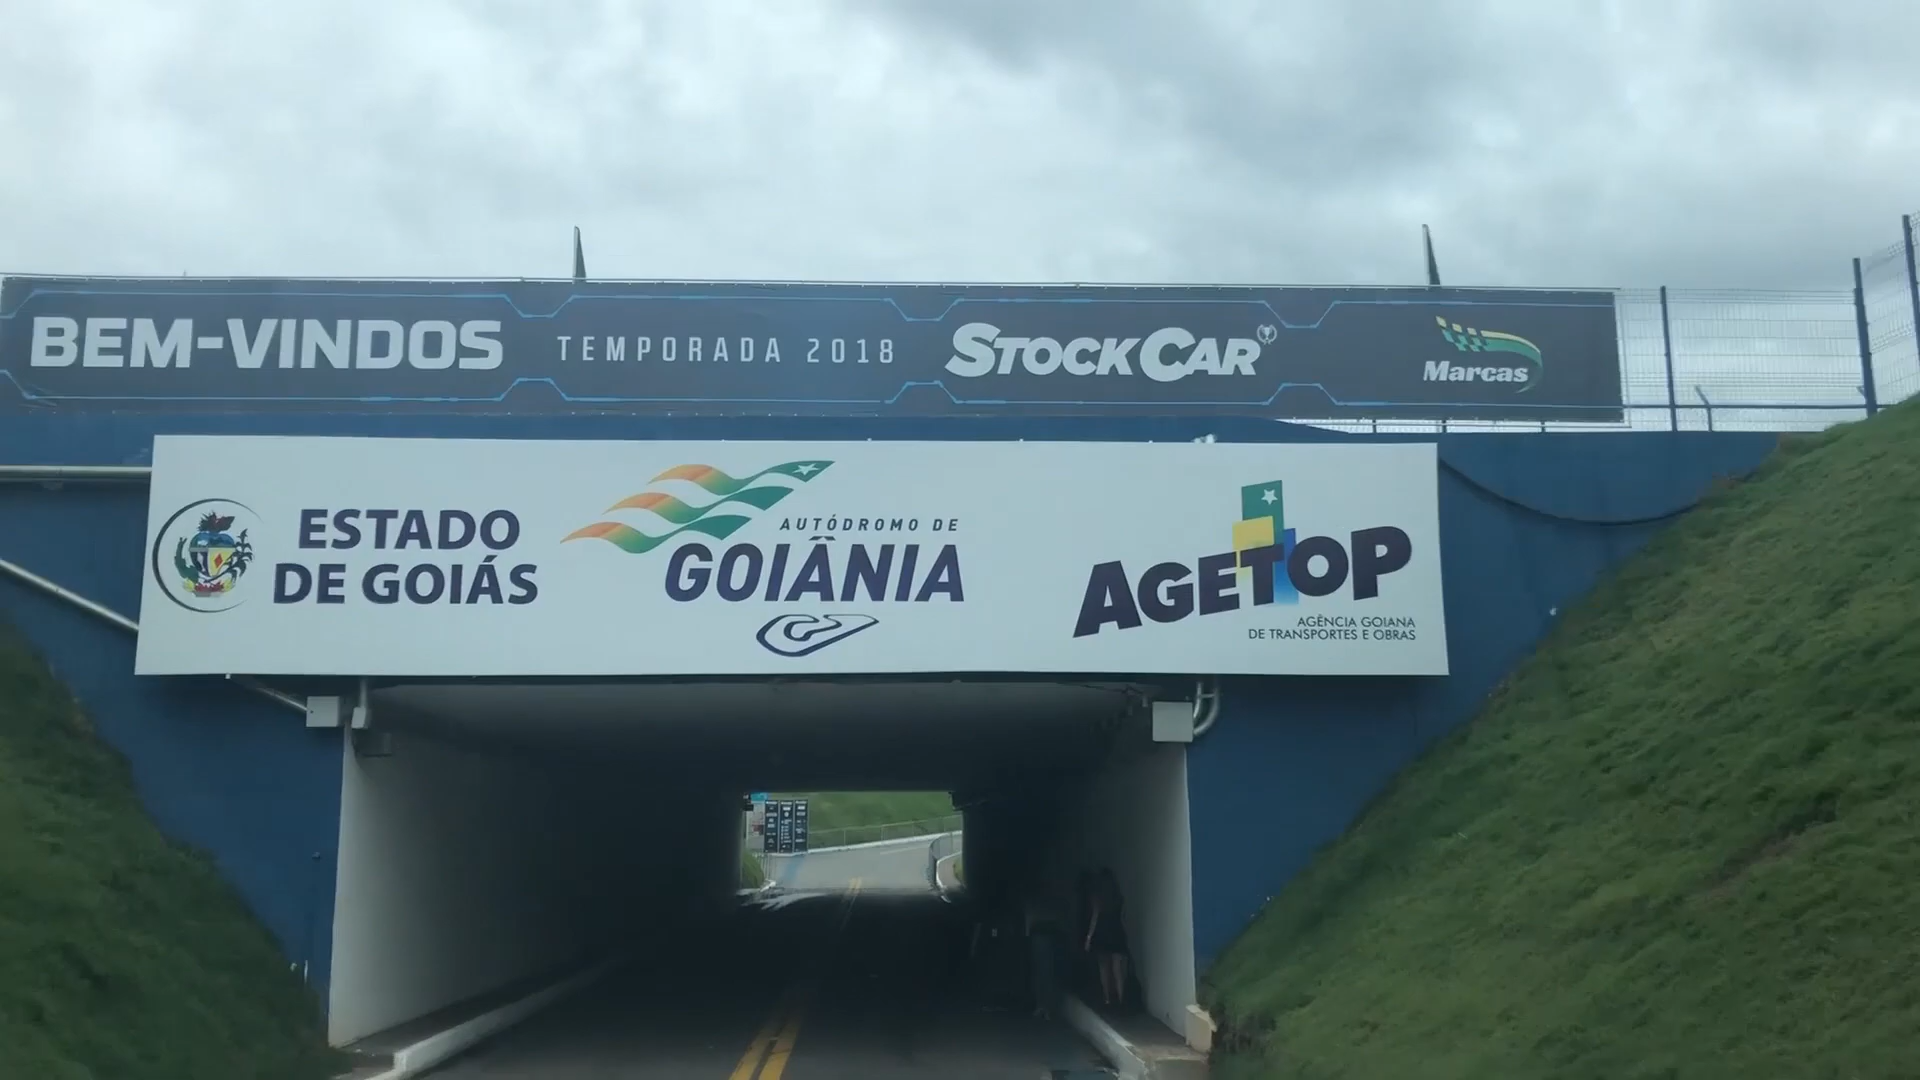 BEM-VINDOS TEMPORADA 2018 STOCK CAR Marcas
ESTADO
DE GOIÁS
AUTÓDROMO DE
GOIÂNIA
AGETOP
AGÊNCIA GOIANA
DE TRANSPORTES E OBRAS